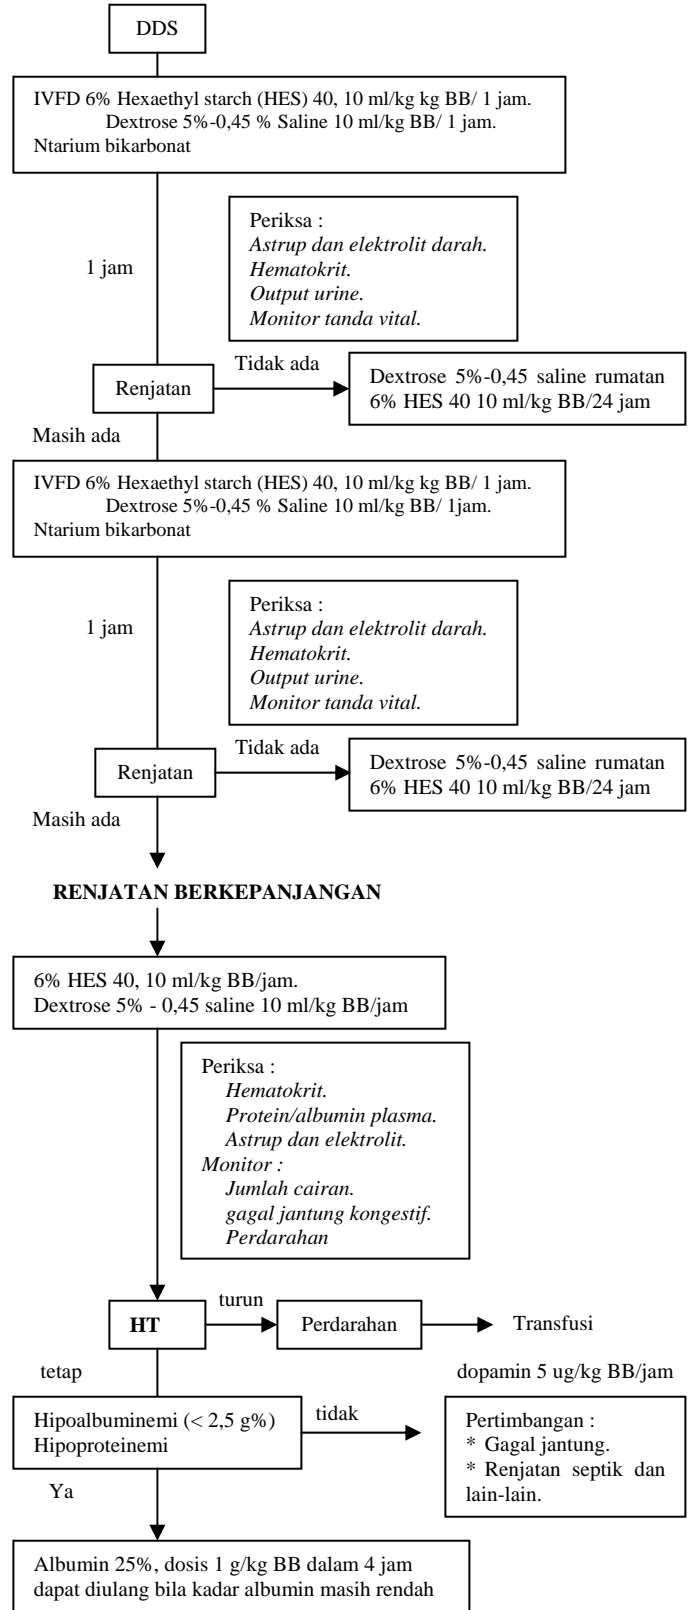 DDS
IVFD 6% Hexaethyl starch (HES) 40, 10 ml/kg kg BB/ 1 jam.
Dextrose 5%-0,45 % Saline 10 ml/kg BB/ 1 jam.
Ntarium bikarbonat
1 jam
Periksa :
Astrup dan elektrolit darah.
Hematokrit.
Output urine.
Monitor tanda vital.
Renjatan
Tidak ada
Dextrose 5%-0,45 saline rumatan
6% HES 40 10 ml/kg BB/24 jam
Masih ada
IVFD 6% Hexaethyl starch (HES) 40, 10 ml/kg kg BB/ 1 jam.
Dextrose 5%-0,45 % Saline 10 ml/kg BB/ 1jam.
Ntarium bikarbonat
1 jam
Periksa :
Astrup dan elektrolit darah.
Hematokrit.
Output urine.
Monitor tanda vital.
Renjatan
Tidak ada
Dextrose 5%-0,45 saline rumatan
6% HES 40 10 ml/kg BB/24 jam
Masih ada
RENJATAN BERKEPANJANGAN
6% HES 40, 10 ml/kg BB/jam.
Dextrose 5% - 0,45 saline 10 ml/kg BB/jam
Periksa :
Hematokrit.
Protein/albumin plasma.
Astrup dan elektrolit.
Monitor :
Jumlah cairan.
gagal jantung kongestif.
Perdarahan
HT
turun
Perdarahan
Transfusi
tetap
dopamin 5 ug/kg BB/jam
Hipoalbuminemi (< 2,5 g%)
Hipoproteinemi
tidak
Pertimbangan :
* Gagal jantung.
* Renjatan septik dan
lain-lain.
Ya
Albumin 25%, dosis 1 g/kg BB dalam 4 jam
dapat diulang bila kadar albumin masih rendah